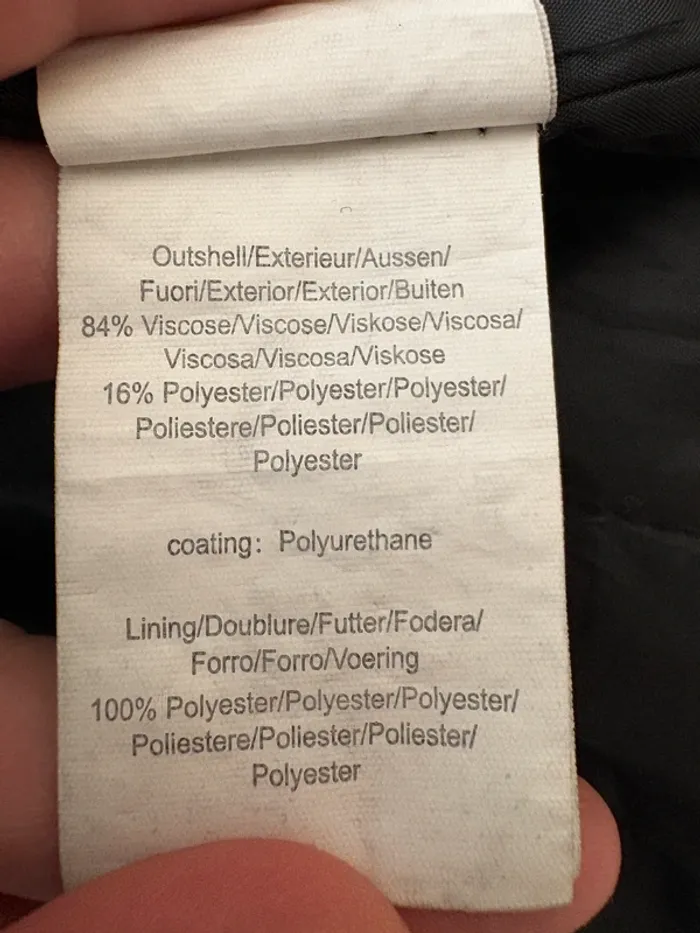 Outshell/Exterieur/Aussen/
Fuori/Exterior/Exterior/Buiten
84% Viscose/Viscose/Viskose/Viscosa/
Viscosa/Viscosa/Viskose
16% Polyester/Polyester/Polyester/
Poliestere/Poliester/Poliester/
Polyester
coating: Polyurethane
Lining/Doublure/Futter/Fodera/
Forro/Forro/Voering
100% Polyester/Polyester/Polyester/
Poliestere/Poliester/Poliester/
Polyester